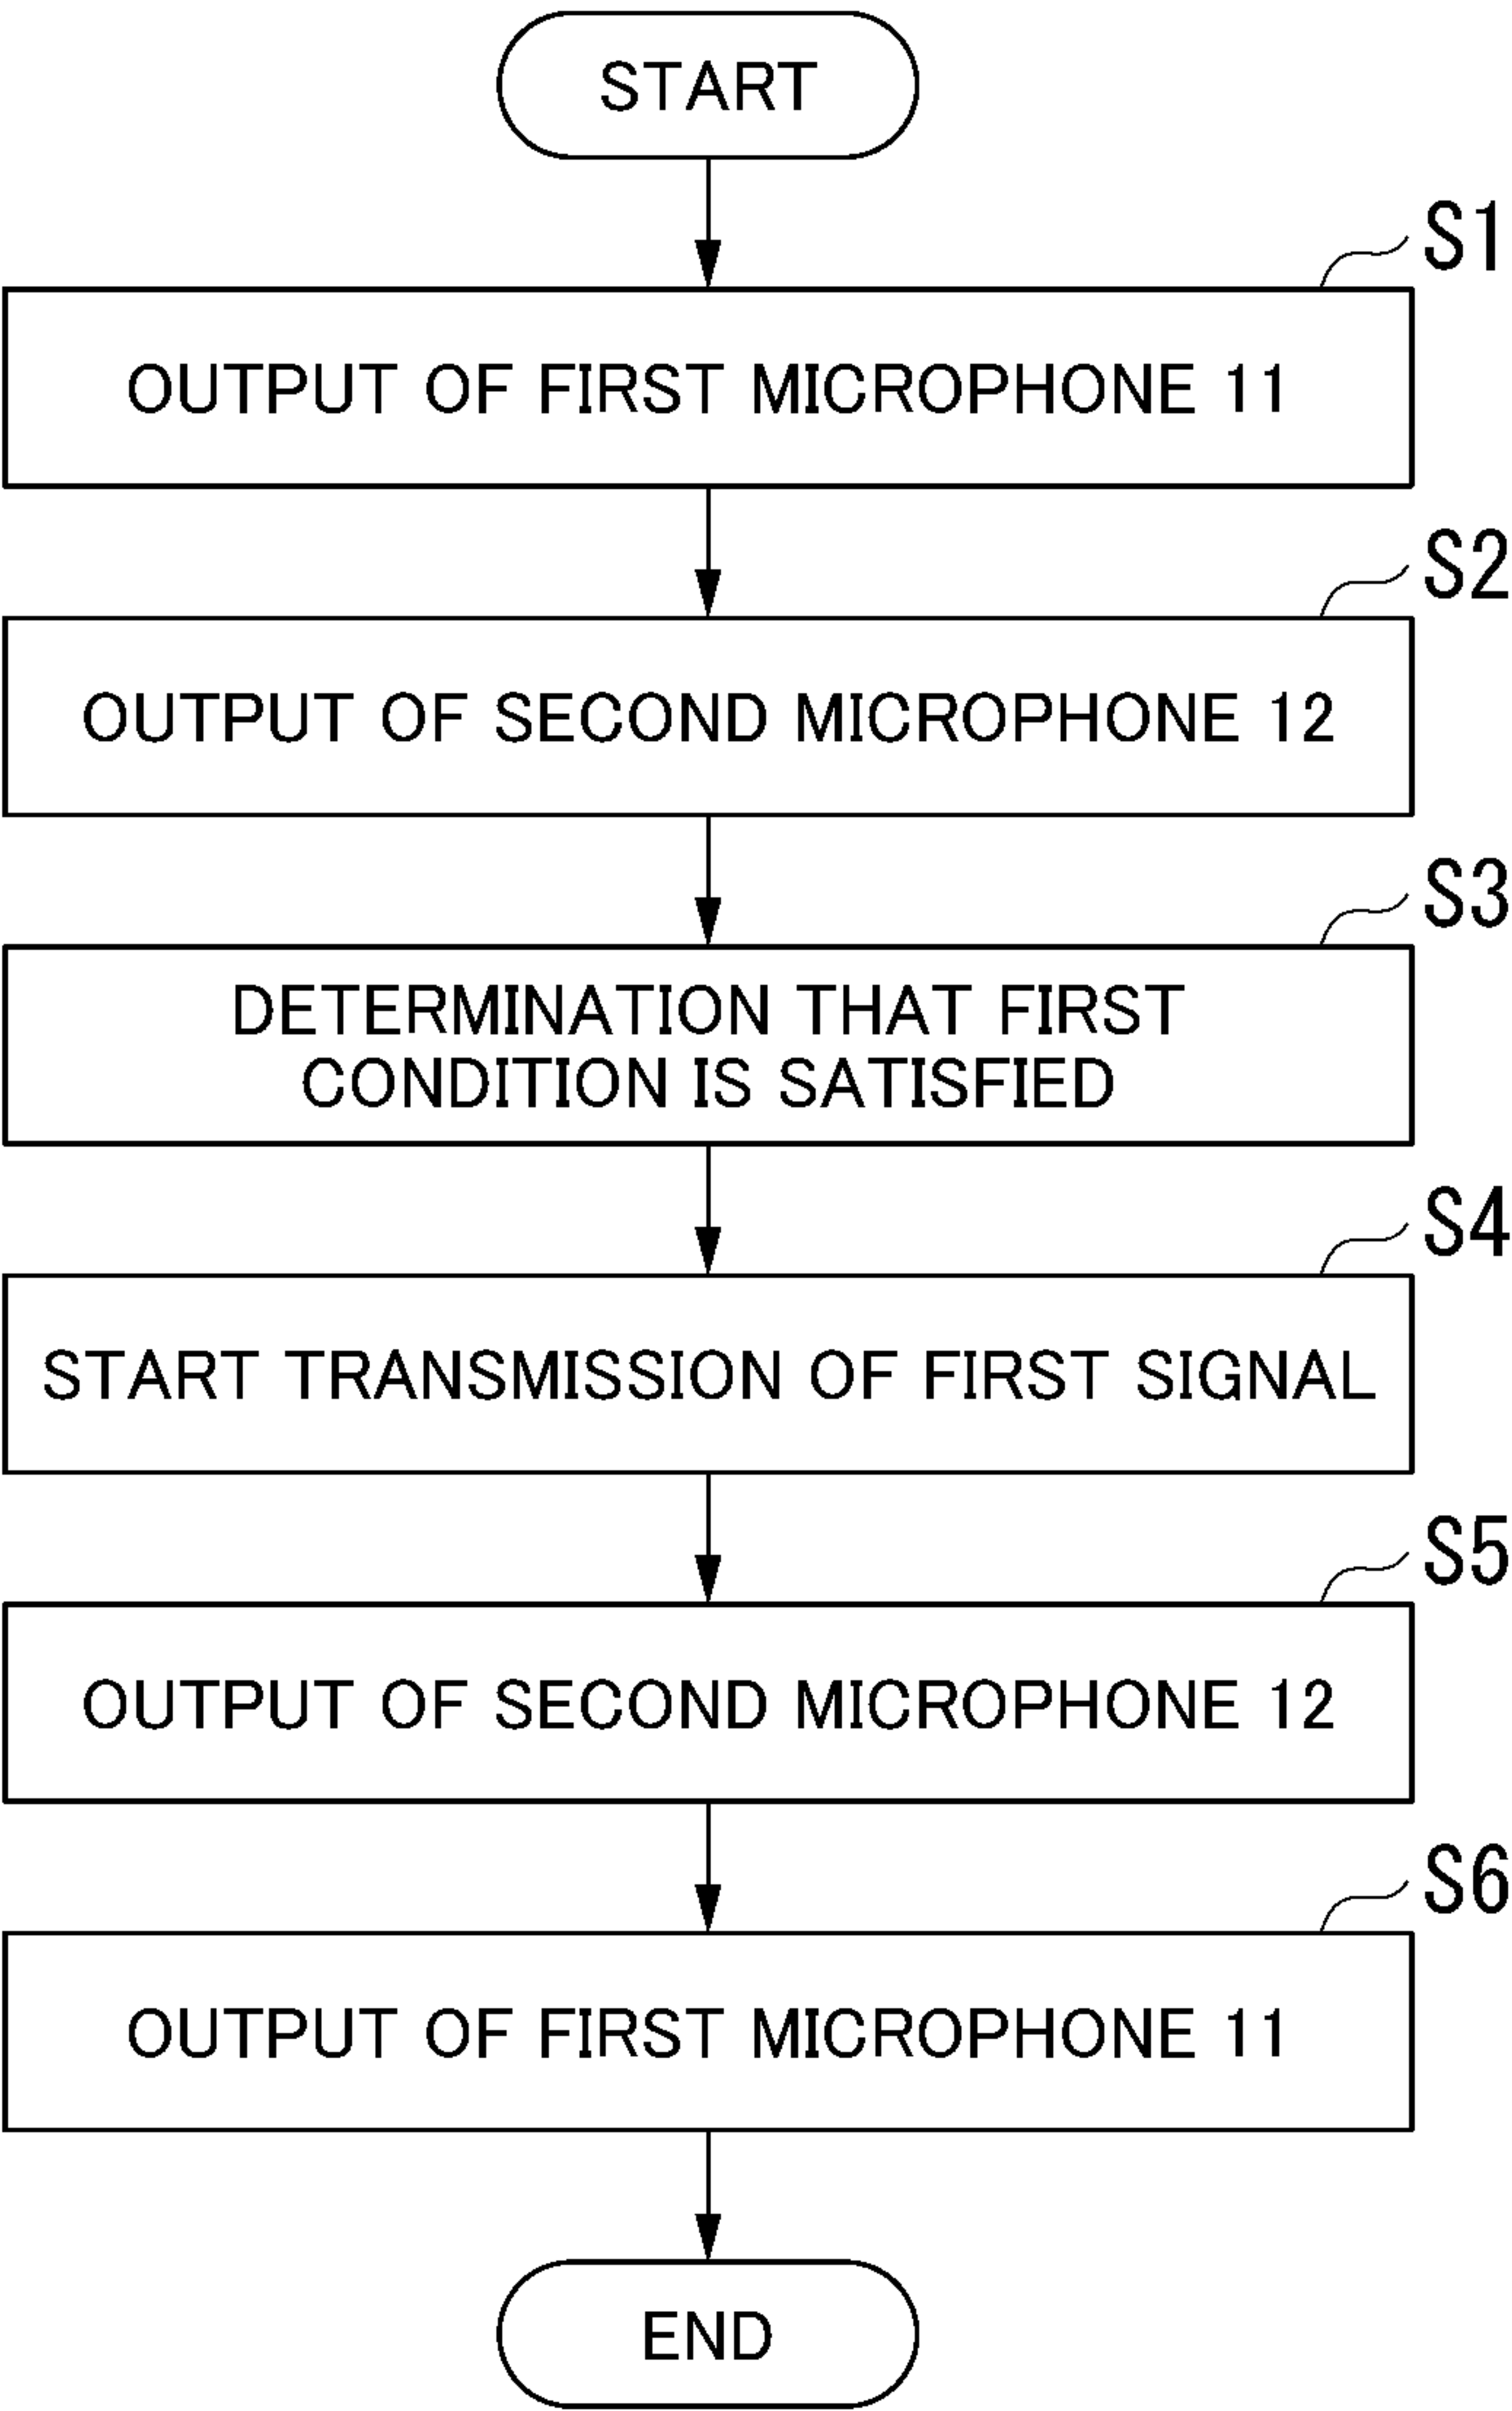 START
S1
OUTPUT OF FIRST MICROPHONE 11
S2
OUTPUT OF SECOND MICROPHONE 12
S3
DETERMINATION THAT FIRST
CONDITION IS SATISFIED
S4
START TRANSMISSION OF FIRST SIGNAL
S5
OUTPUT OF SECOND MICROPHONE 12
S6
OUTPUT OF FIRST MICROPHONE 11
END